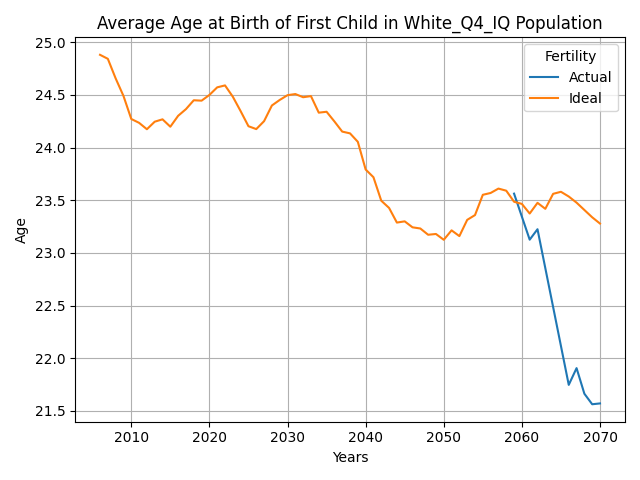 Average Age at Birth of First Child in White_Q4_IQ Population
Fertility
Actual
Ideal
25.0
24.5
24.0
23.5
23.0
22.5
22.0
21.5
Age
2010 2020 2030 2040 2050 2060 2070
Years